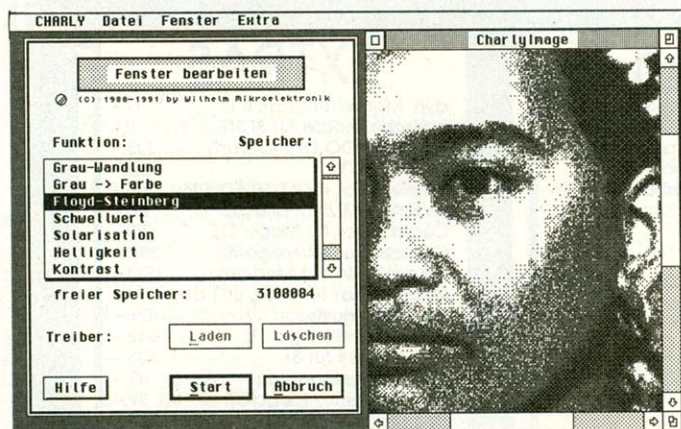 CHARLY Datei Fenster Extra
Fenster bearbeiten
(C) 1988-1991 by Wilhelm Mikroelektronik
Funktion: Speicher:
Grau-Wandlung
Grau -> Farbe
Floyd-Steinberg
Schwellwert
Solarisation
Helligkeit
Kontrast
freier Speicher: 3108084
Treiber: Laden Löschen
Hilfe Start Abbruch
CharlyImage